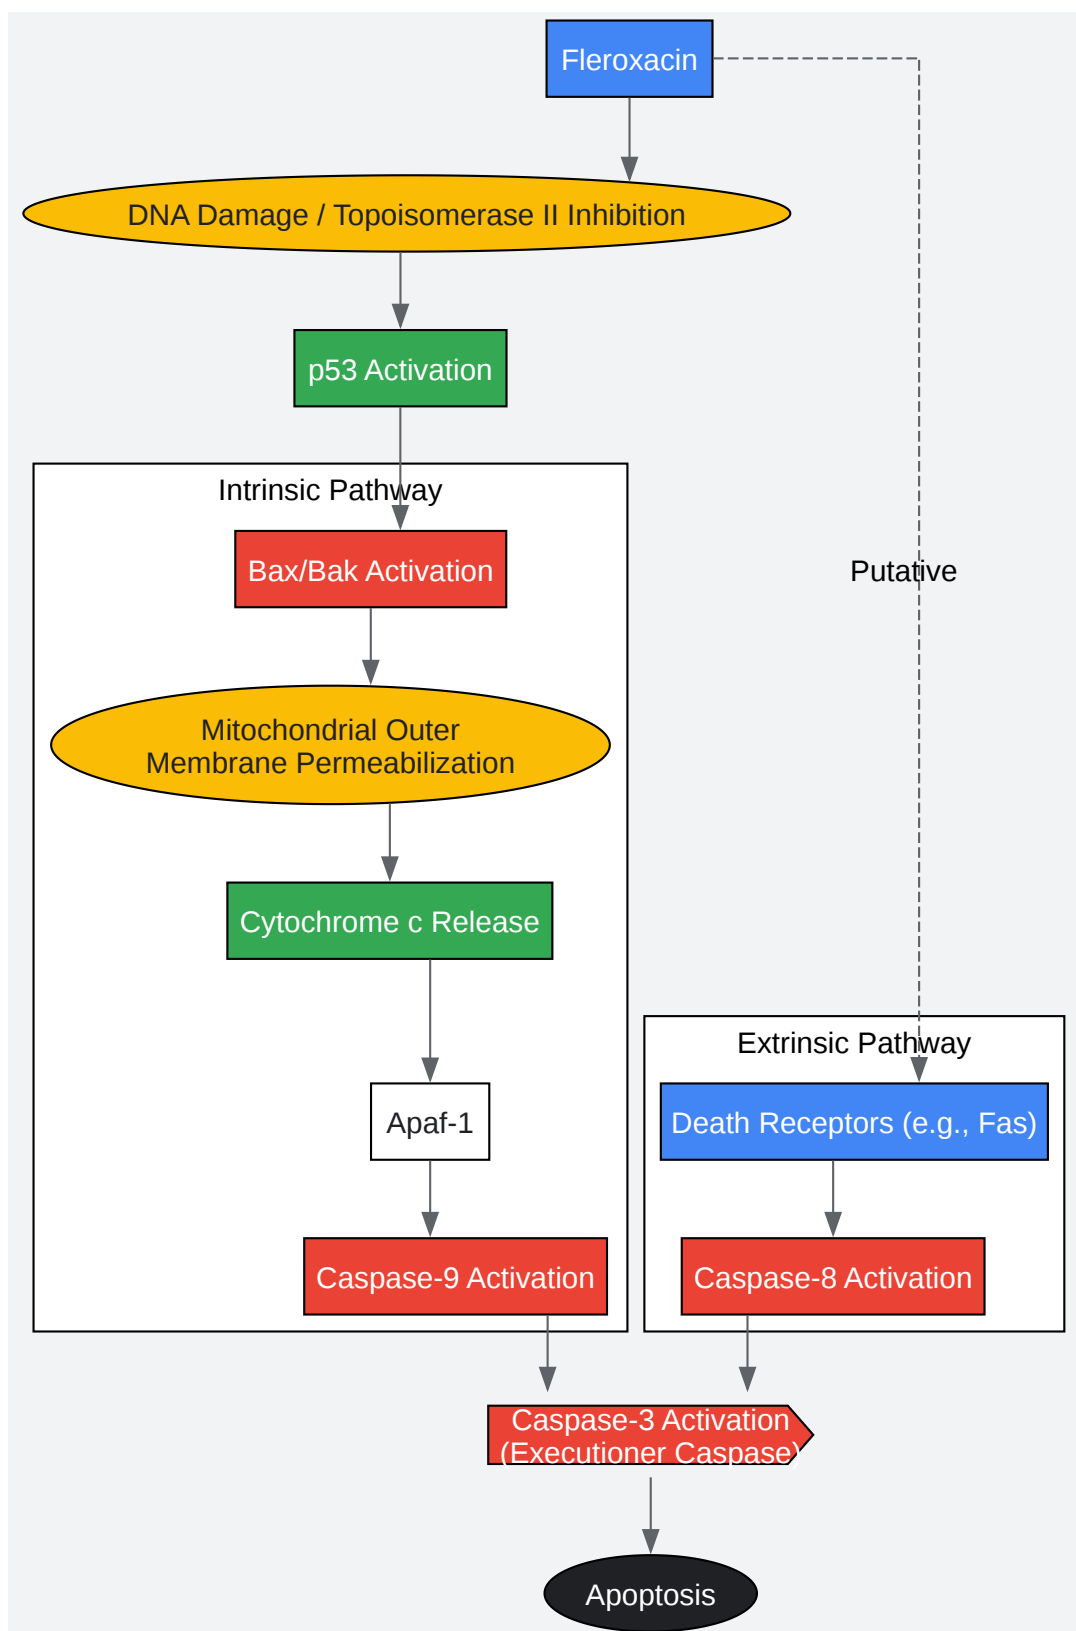 Fleroxacin
DNA Damage / Topoisomerase II Inhibition
p53 Activation
Intrinsic Pathway
Bax/Bak Activation
Putative
Mitochondrial Outer
Membrane Permeabilization
Cytochrome c Release
Extrinsic Pathway
Apaf-1
Death Receptors (e.g., Fas)
Caspase-9 Activation
Caspase-8 Activation
Caspase-3 Activation
(Executioner Caspase)
Apoptosis